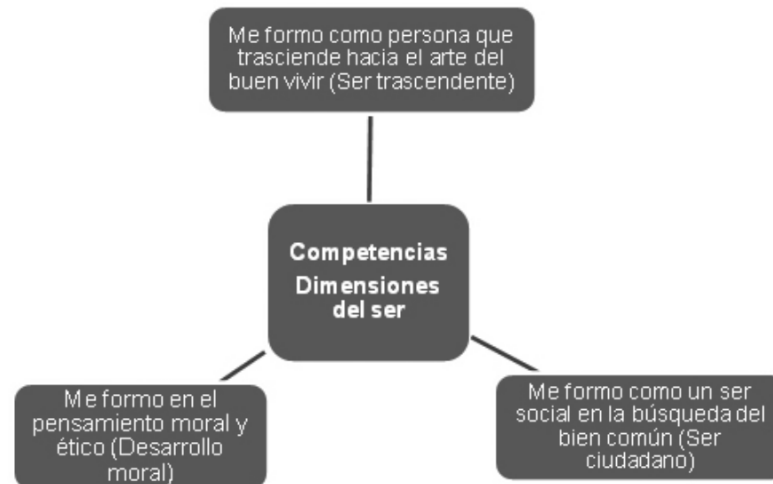 Me formo como persona que
trasciende hacia el arte del
buen vivir (Ser trascendente)
Competencias
Dimensiones
del ser
Me formo en el
pensamiento moral y
ético (Desarrollo
moral)
Me formo como un ser
social en la búsqueda del
bien común (Ser
ciudadano)